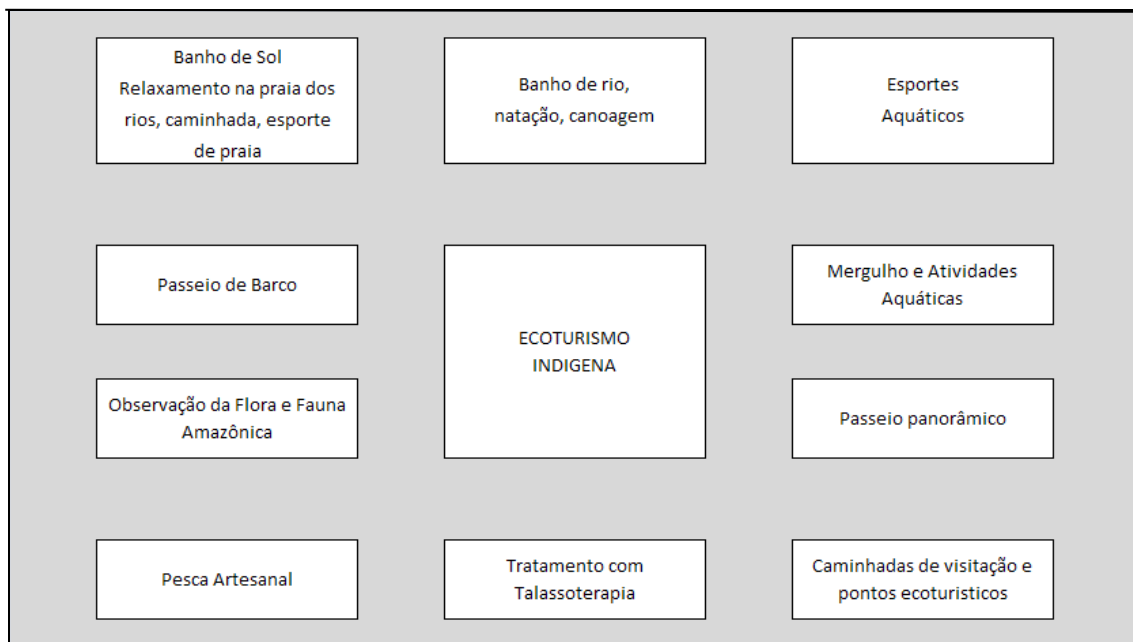 Banho de Sol
Relaxamento na praia dos
rios, caminhada, esporte
de praia
Banho de rio,
natação, canoagem
Esportes
Aquáticos
Passeio de Barco
ECOTURISMO
INDIGENA
Mergulho e Atividades
Aquáticas
Observação da Flora e Fauna
Amazônica
Passeio panorâmico
Pesca Artesanal
Tratamento com
Talassoterapia
Caminhadas de visitação e
pontos ecoturisticos